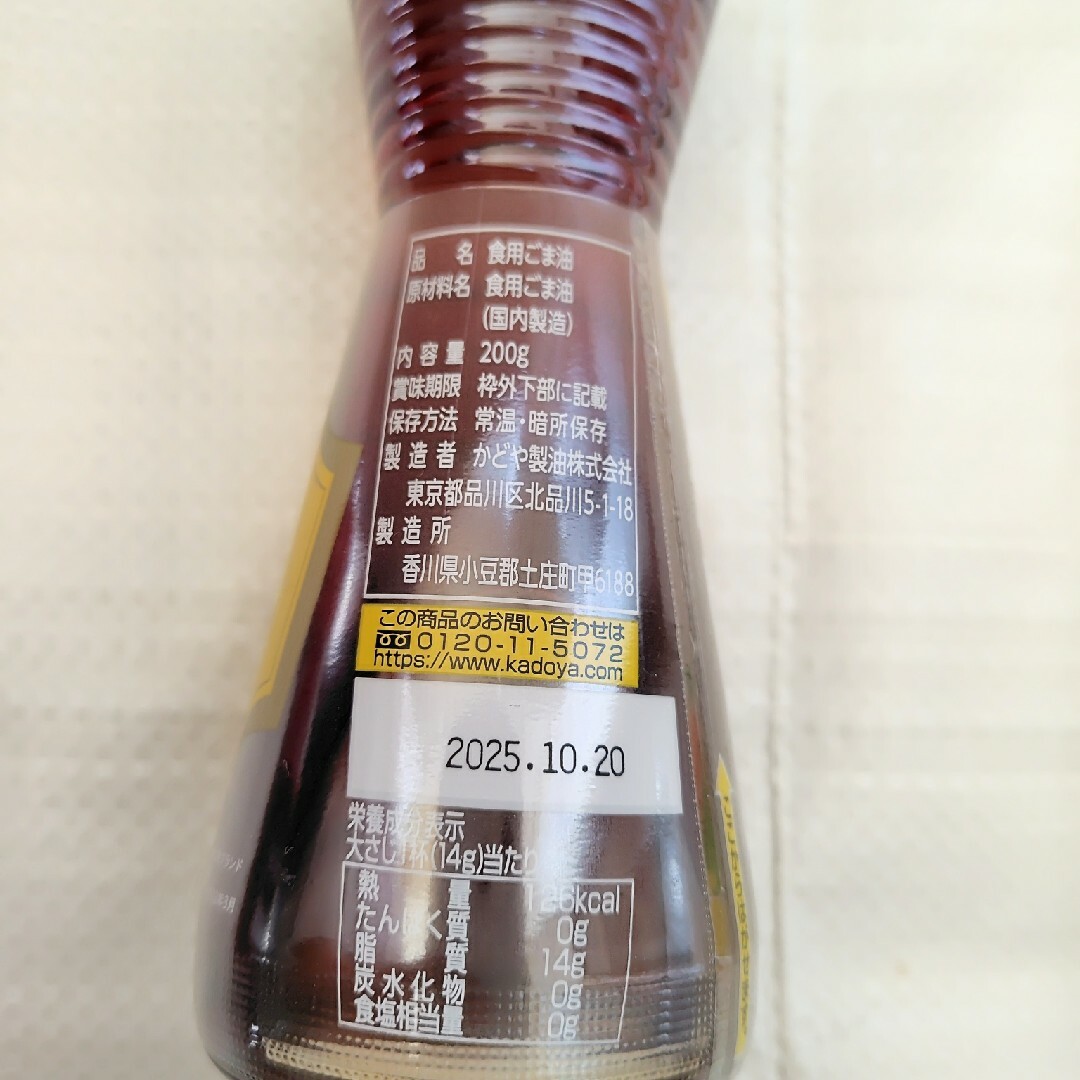 品名 食用ごま油
原材料名 食用ごま油
(国内製造)
内容量 200g
賞味期限 枠外下部に記載
保存方法 常温・暗所保存
製造者 かどや製油株式会社
東京都品川区北品川5-1-18
製造所
香川県小豆郡土庄町甲6188
この商品のお問い合わせは
0120-11-5072
https://www.kadoya.com
2025.10.20
栄養成分表示
大さじ1杯(14g)当たり
熱量 126kcal
たんぱく質 0g
脂質 14g
炭水化物 0g
食塩相当量 0g